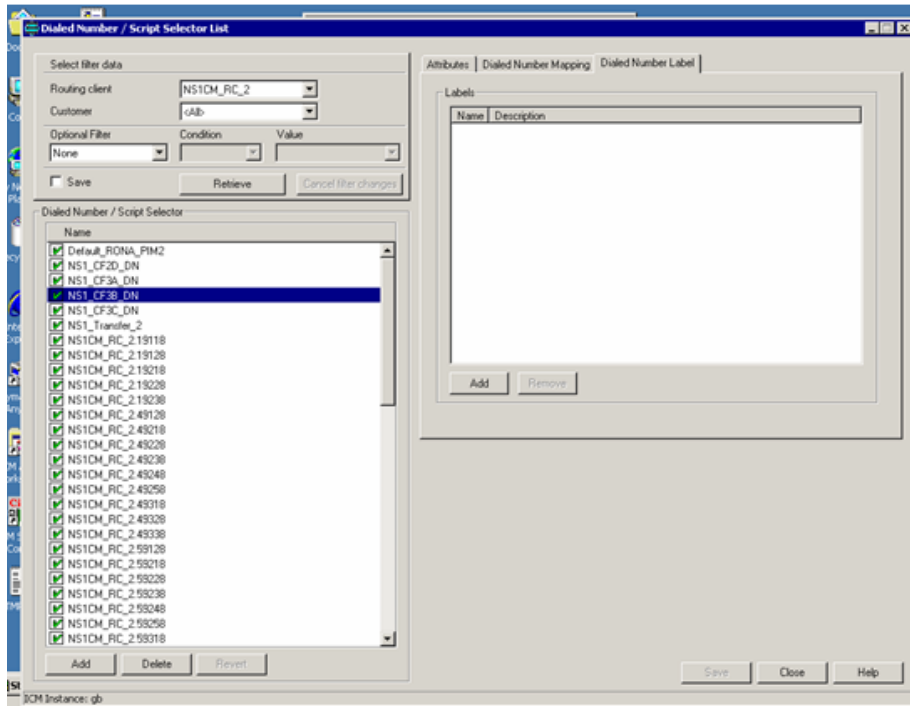 Dialed Number / Script Selector List
Select filter data
Routing client NS1CM_RC_2
Customer <All>
Optional Filter Condition Value
None
Save Retrieve Cancel filter changes
Dialed Number / Script Selector
Name
Default_RONA_PIM2
NS1_CF2D_DN
NS1_CF3A_DN
NS1_CF3B_DN
NS1_CF3C_DN
NS1_Transfer_2
NS1CM_RC_2.19118
NS1CM_RC_2.19128
NS1CM_RC_2.19218
NS1CM_RC_2.19228
NS1CM_RC_2.19238
NS1CM_RC_2.49128
NS1CM_RC_2.49218
NS1CM_RC_2.49228
NS1CM_RC_2.49238
NS1CM_RC_2.49248
NS1CM_RC_2.49258
NS1CM_RC_2.49318
NS1CM_RC_2.49328
NS1CM_RC_2.49338
NS1CM_RC_2.59128
NS1CM_RC_2.59218
NS1CM_RC_2.59228
NS1CM_RC_2.59238
NS1CM_RC_2.59248
NS1CM_RC_2.59258
NS1CM_RC_2.59318
Add Delete Revert
Attributes Dialed Number Mapping Dialed Number Label
Labels
Name Description
Add Remove
Save Close Help
ICM Instance: gb